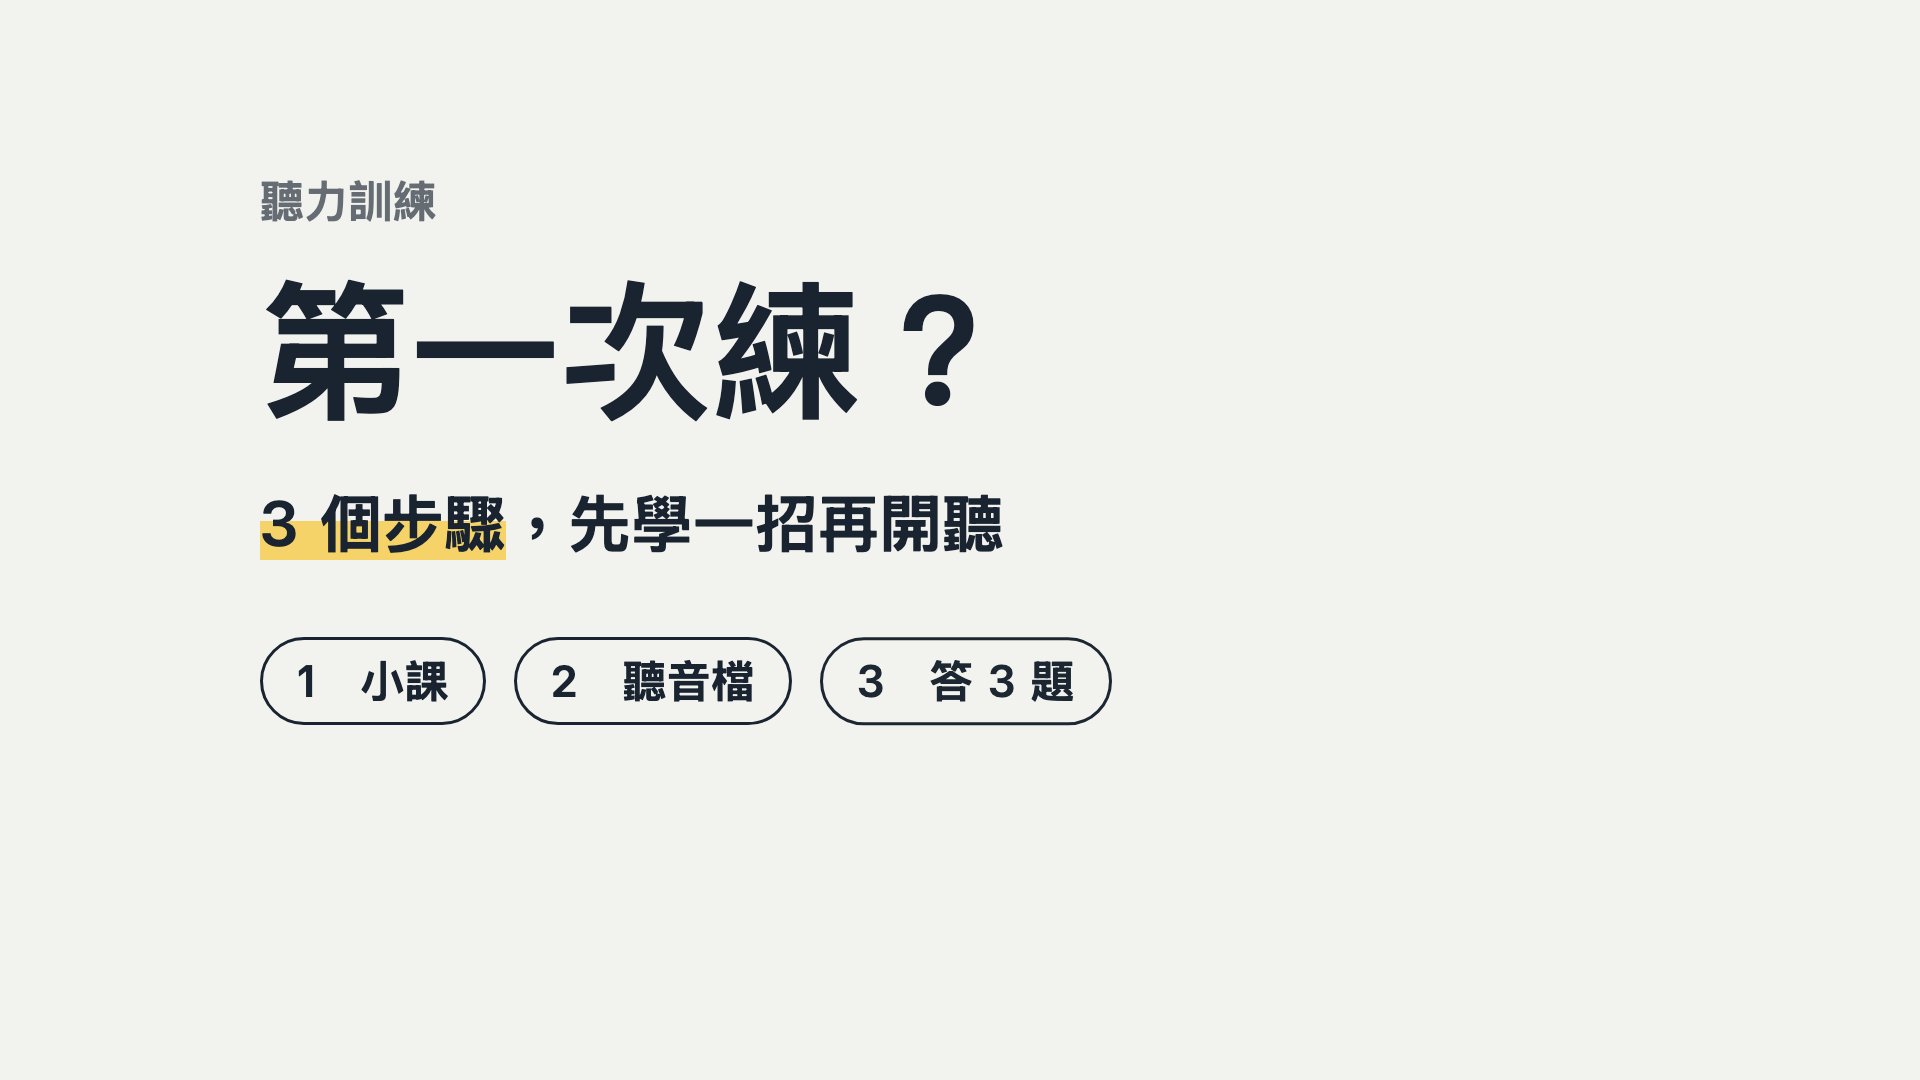 聽力訓練
第一次練？
3 個步驟，先學一招再開聽
1　小課
2　聽音檔
3　答 3 題